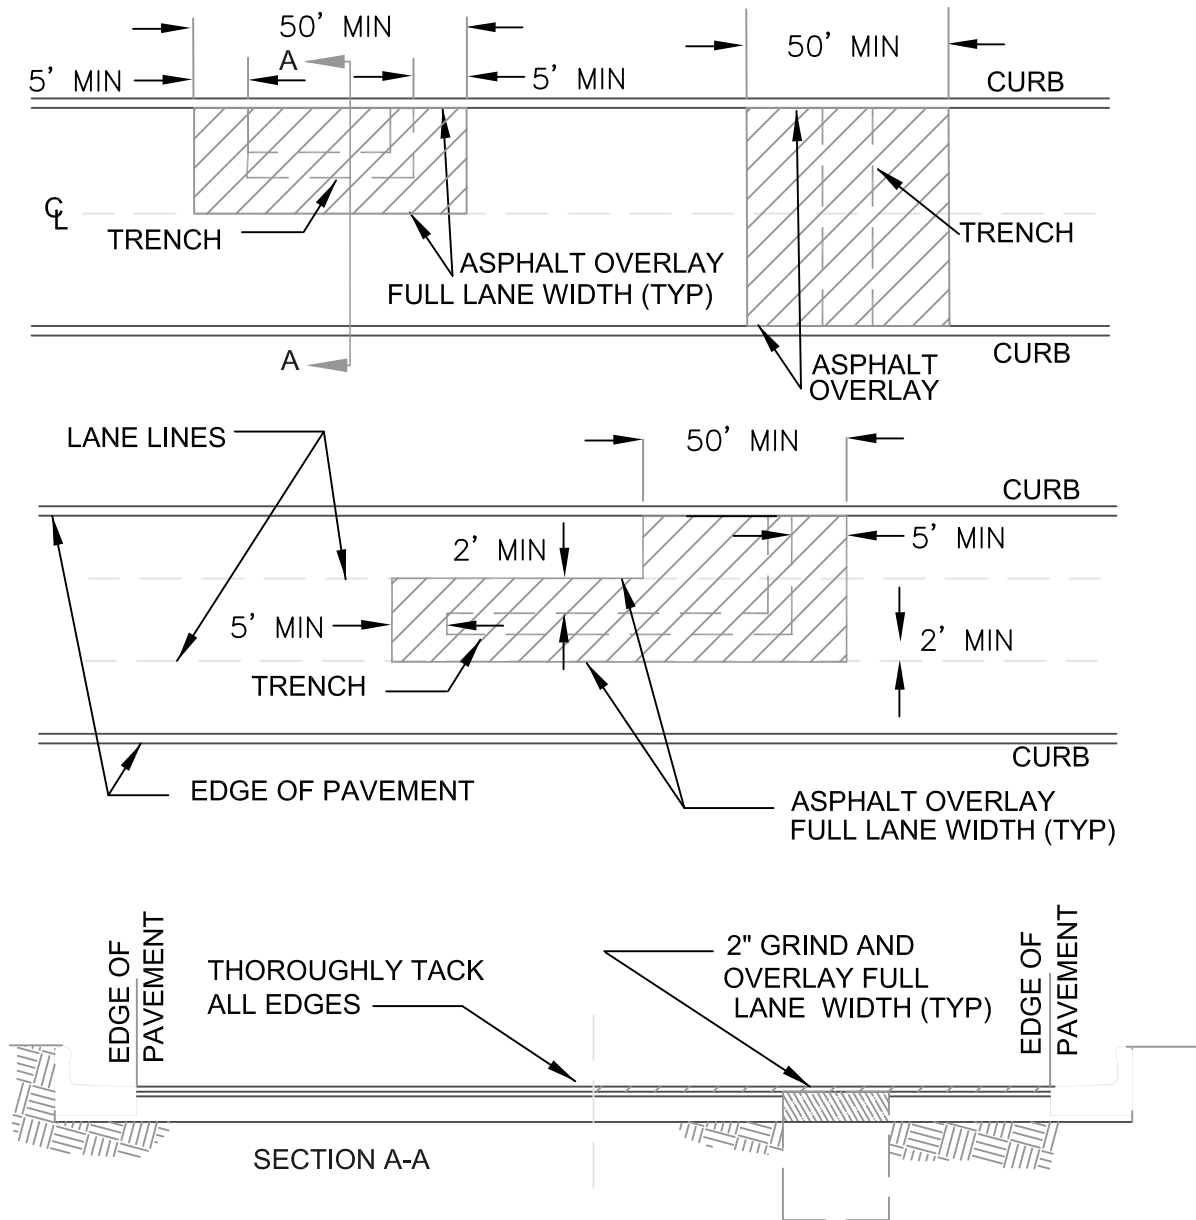 50' MIN
50' MIN
A
5' MIN
5' MIN
CURB
℄
TRENCH
TRENCH
ASPHALT OVERLAY
FULL LANE WIDTH (TYP)
A
CURB
ASPHALT
OVERLAY
LANE LINES
50' MIN
CURB
2' MIN
5' MIN
5' MIN
2' MIN
TRENCH
CURB
EDGE OF PAVEMENT
ASPHALT OVERLAY
FULL LANE WIDTH (TYP)
EDGE OF
PAVEMENT
THOROUGHLY TACK
ALL EDGES
2" GRIND AND
OVERLAY FULL
LANE WIDTH (TYP)
EDGE OF
PAVEMENT
SECTION A-A